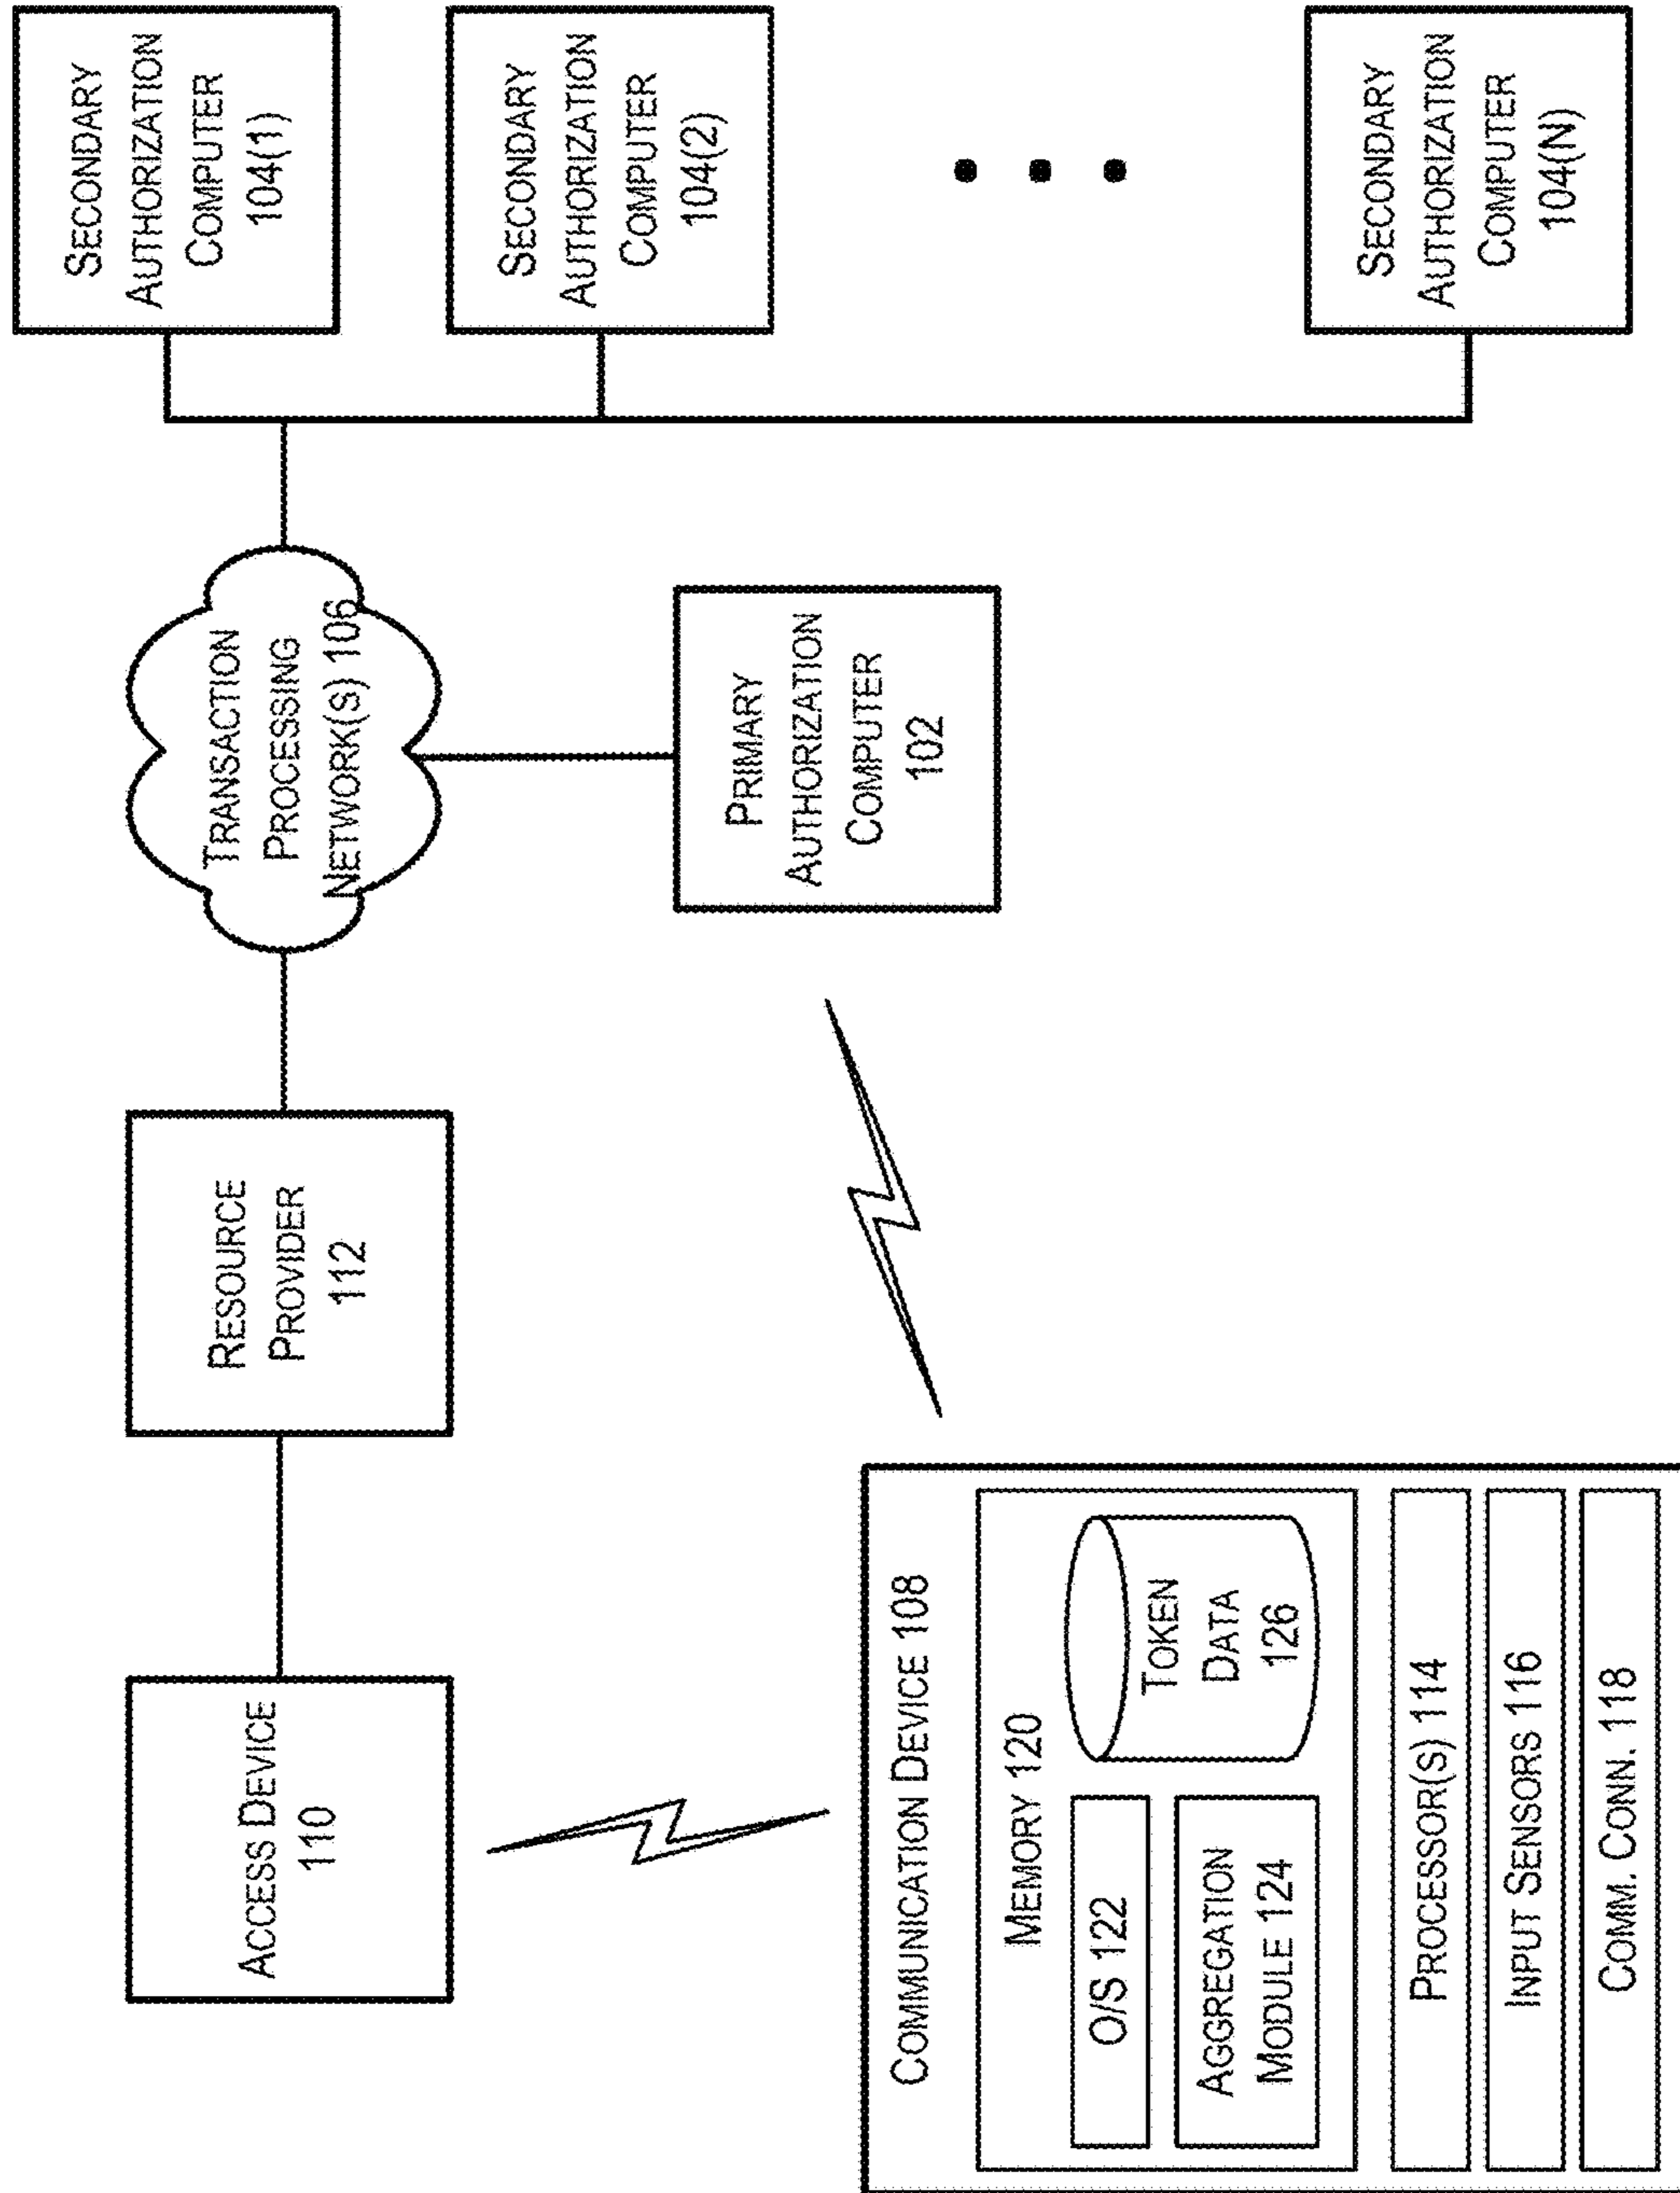 ACCESS DEVICE
110
RESOURCE
PROVIDER
112
TRANSACTION
PROCESSING
NETWORK(S) 106
SECONDARY
AUTHORIZATION
COMPUTER
104(1)
SECONDARY
AUTHORIZATION
COMPUTER
104(2)
SECONDARY
AUTHORIZATION
COMPUTER
104(N)
PRIMARY
AUTHORIZATION
COMPUTER
102
COMMUNICATION DEVICE 108
MEMORY 120
O/S 122
AGGREGATION
MODULE 124
TOKEN
DATA
126
PROCESSOR(S) 114
INPUT SENSORS 116
COMM. CONN. 118